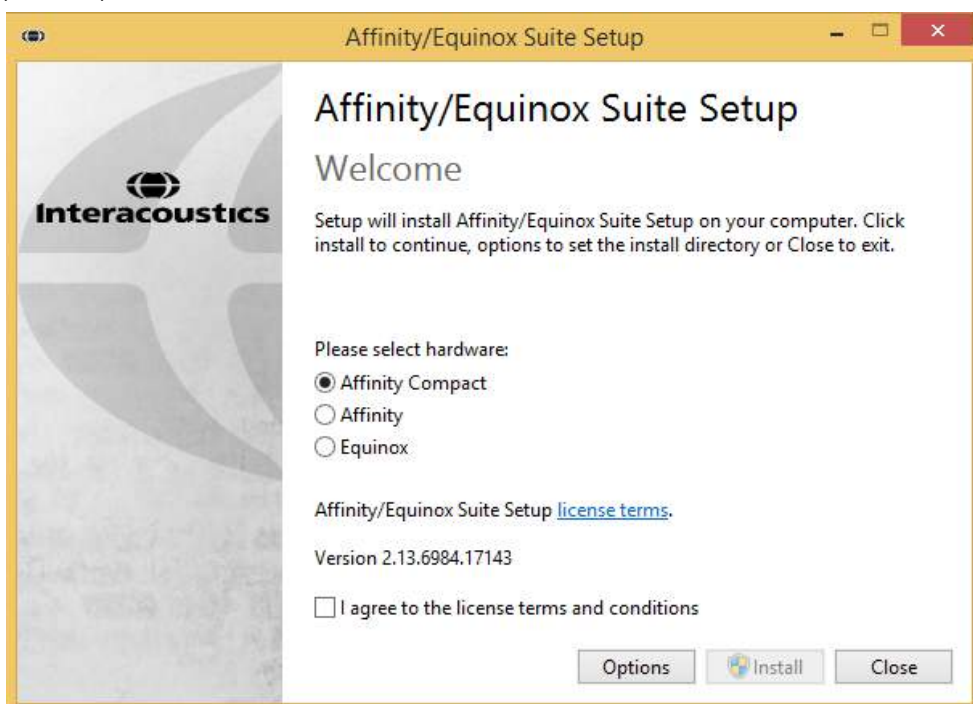 Affinity/Equinox Suite Setup
Interacoustics
Affinity/Equinox Suite Setup
Welcome
Setup will install Affinity/Equinox Suite Setup on your computer. Click
install to continue, options to set the install directory or Close to exit.
Please select hardware:
Affinity Compact
Affinity
Equinox
Affinity/Equinox Suite Setup license terms.
Version 2.13.6984.17143
I agree to the license terms and conditions
Options
Install
Close